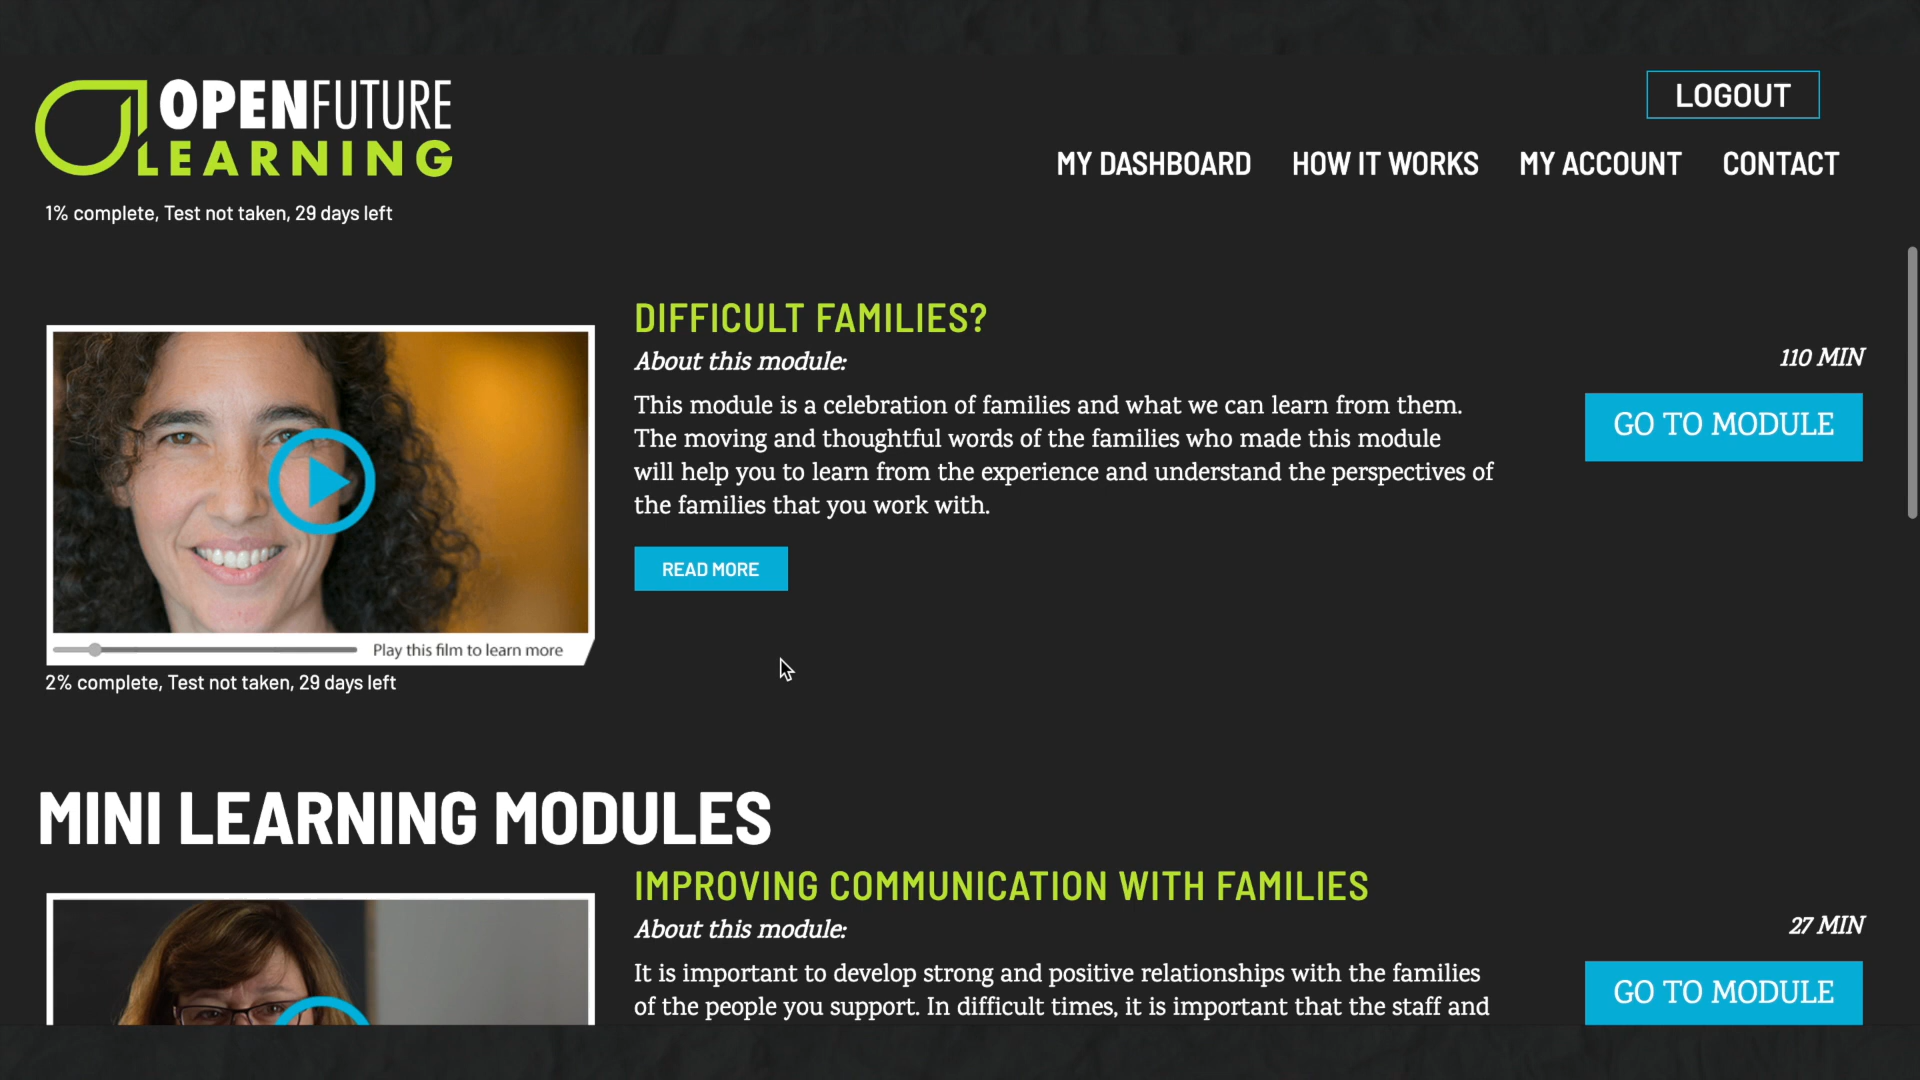 OPENFUTURE
LEARNING
LOGOUT
MY DASHBOARD HOW IT WORKS MY ACCOUNT CONTACT
1% complete, Test not taken, 29 days left
DIFFICULT FAMILIES?
About this module:
110 MIN
This module is a celebration of families and what we can learn from them.
The moving and thoughtful words of the families who made this module
will help you to learn from the experience and understand the perspectives of
the families that you work with.
GO TO MODULE
READ MORE
Play this film to learn more
2% complete, Test not taken, 29 days left
MINI LEARNING MODULES
IMPROVING COMMUNICATION WITH FAMILIES
About this module:
27 MIN
It is important to develop strong and positive relationships with the families
of the people you support. In difficult times, it is important that the staff and
GO TO MODULE